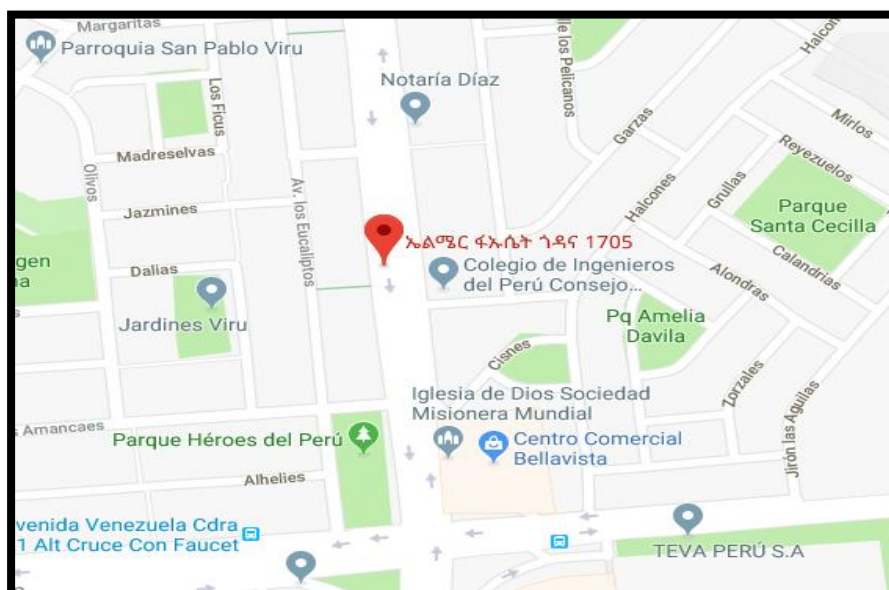 Margaritas
Parroquia San Pablo Viru
Los Ficus
Notaría Díaz
los Pelicanos
Halcon
Garzas
Mirlos
Madreselvas
Reyezuelos
Olivos
Av. los Eucaliptos
Jazmines
Halcones
Grullas
Parque
Santa Cecilla
ኤልሜር ፋኡሴት ጎዳና 1705
Dalias
Colegio de Ingenieros
del Perú Consejo...
Alondras
Calandrias
Jardines Viru
Pq Amelia
Davila
Cisnes
Zorzales
Iglesia de Dios Sociedad
Misionera Mundial
Jirón las Aguilas
s Amancaes
Parque Héroes del Perú
Centro Comercial
Bellavista
Alhelies
venida Venezuela Cdra
1 Alt Cruce Con Faucet
TEVA PERÚ S.A